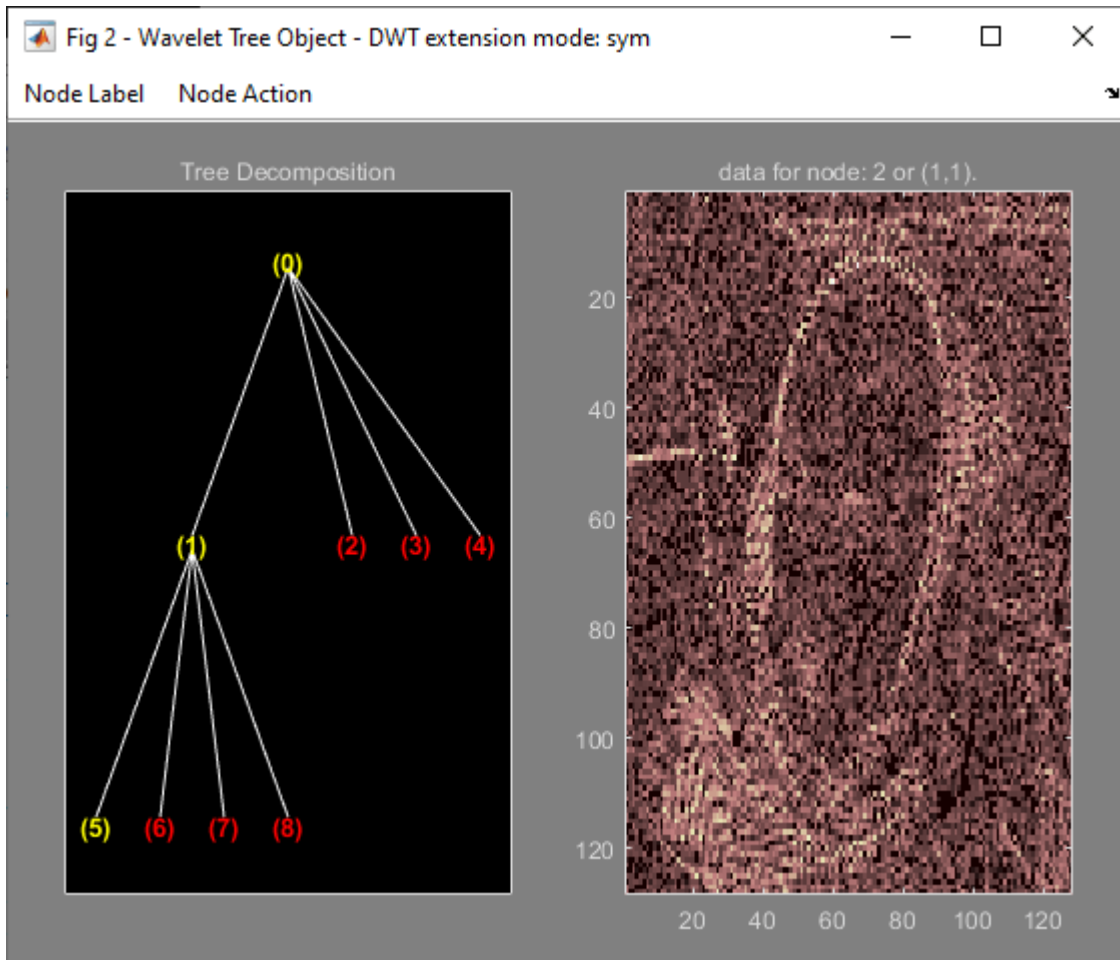 Fig 2 - Wavelet Tree Object - DWT extension mode: sym
Node Label Node Action
Tree Decomposition
(0)
(1) (2) (3) (4)
(5) (6) (7) (8)
data for node: 2 or (1,1).
20
40
60
80
100
120
20 40 60 80 100 120